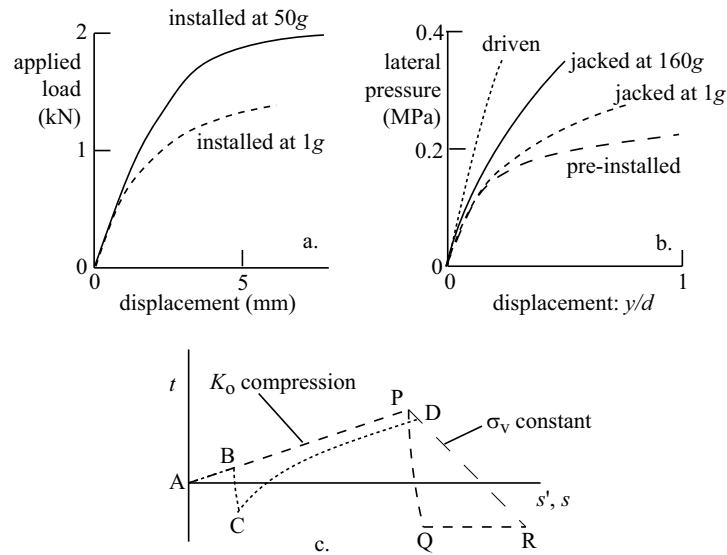 2
installed at 50g
applied
load
(kN)
1
installed at 1g
a.
0
0
5
displacement (mm)
0.4
driven
lateral
pressure
(MPa)
jacked at 160g
jacked at 1g
0.2
pre-installed
b.
0
0
1
displacement: y/d
t
Ko compression
P
D
σv constant
B
A
s', s
C
Q
R
c.